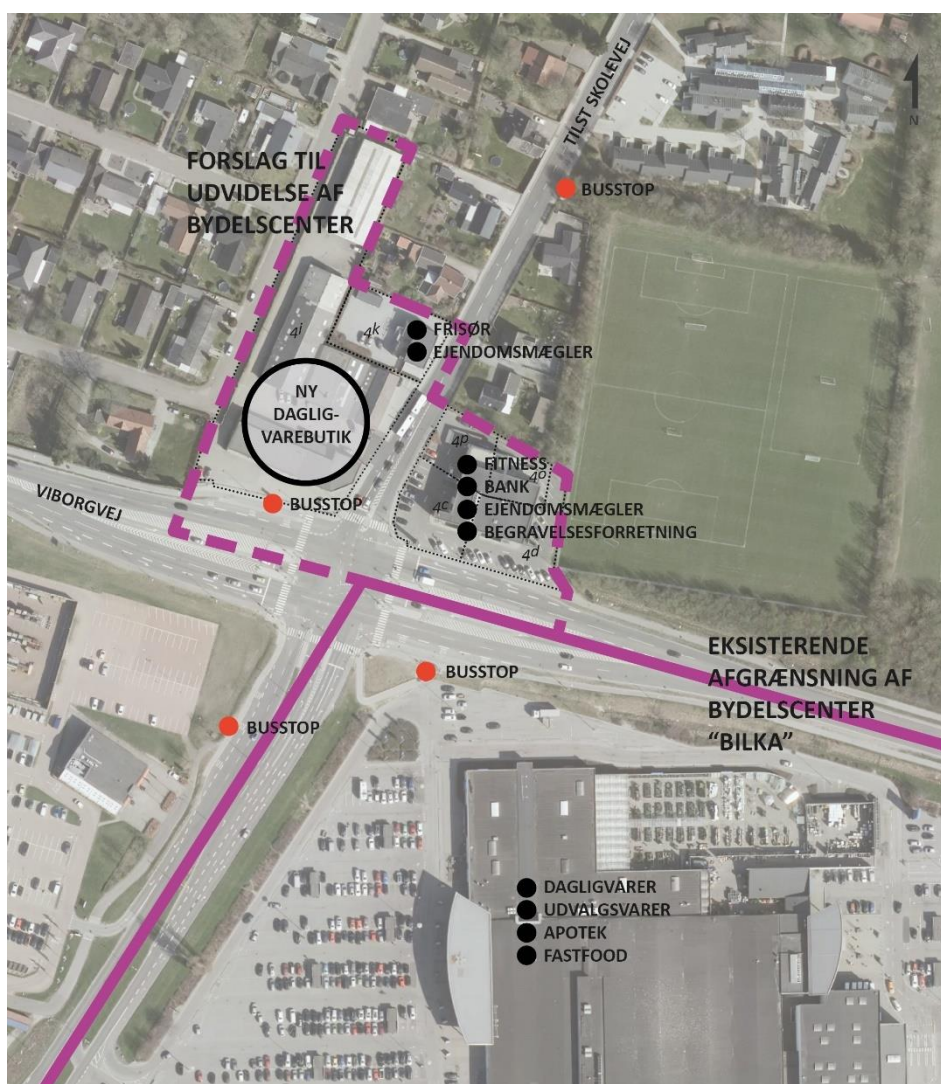 TILST SKOLEVEJ
N
FORSLAG TIL
UDVIDELSE AF
BYDELSCENTER
BUSSTOP
4i
4k
FRISØR
EJENDOMSMÆGLER
NY
DAGLIG-
VAREBUTIK
4p
FITNESS
4o
BANK
4c
EJENDOMSMÆGLER
BEGRAVELSESFORRETNING
4d
VIBORGVEJ
BUSSTOP
BUSSTOP
BUSSTOP
EKSISTERENDE
AFGRÆNSNING AF
BYDELSCENTER
“BILKA”
DAGLIGVARER
UDVALGSVARER
APOTEK
FASTFOOD